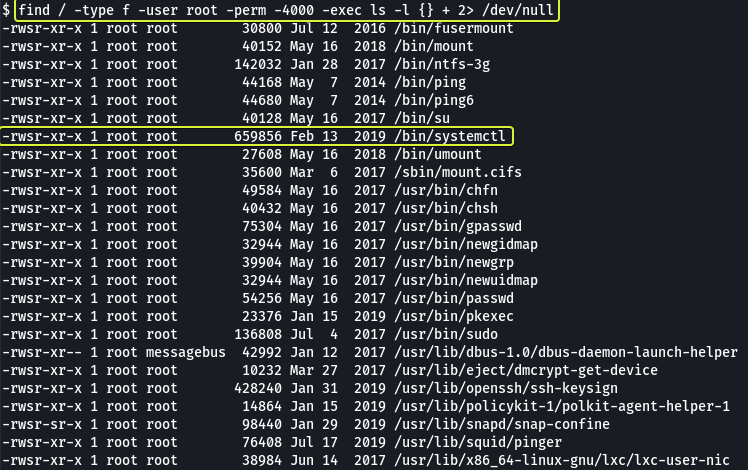 $ find / -type f -user root -perm -4000 -exec ls -l {} + 2> /dev/null
-rwsr-xr-x 1 root root        30800 Jul 12  2016 /bin/fusermount
-rwsr-xr-x 1 root root        40152 May 16  2018 /bin/mount
-rwsr-xr-x 1 root root       142032 Jan 28  2017 /bin/ntfs-3g
-rwsr-xr-x 1 root root        44168 May  7  2014 /bin/ping
-rwsr-xr-x 1 root root        44680 May  7  2014 /bin/ping6
-rwsr-xr-x 1 root root        40128 May 16  2017 /bin/su
-rwsr-xr-x 1 root root       659856 Feb 13  2019 /bin/systemctl
-rwsr-xr-x 1 root root        27608 May 16  2018 /bin/umount
-rwsr-xr-x 1 root root        35600 Mar  6  2017 /sbin/mount.cifs
-rwsr-xr-x 1 root root        49584 May 16  2017 /usr/bin/chfn
-rwsr-xr-x 1 root root        40432 May 16  2017 /usr/bin/chsh
-rwsr-xr-x 1 root root        75304 May 16  2017 /usr/bin/gpasswd
-rwsr-xr-x 1 root root        32944 May 16  2017 /usr/bin/newgidmap
-rwsr-xr-x 1 root root        39904 May 16  2017 /usr/bin/newgrp
-rwsr-xr-x 1 root root        32944 May 16  2017 /usr/bin/newuidmap
-rwsr-xr-x 1 root root        54256 May 16  2017 /usr/bin/passwd
-rwsr-xr-x 1 root root        23376 Jan 15  2019 /usr/bin/pkexec
-rwsr-xr-x 1 root root       136808 Jul  4  2017 /usr/bin/sudo
-rwsr-xr-- 1 root messagebus  42992 Jan 12  2017 /usr/lib/dbus-1.0/dbus-daemon-launch-helper
-rwsr-xr-x 1 root root        10232 Mar 27  2017 /usr/lib/eject/dmcrypt-get-device
-rwsr-xr-x 1 root root       428240 Jan 31  2019 /usr/lib/openssh/ssh-keysign
-rwsr-xr-x 1 root root        14864 Jan 15  2019 /usr/lib/policykit-1/polkit-agent-helper-1
-rwsr-sr-x 1 root root        98440 Jan 29  2019 /usr/lib/snapd/snap-confine
-rwsr-xr-x 1 root root        76408 Jul 17  2019 /usr/lib/squid/pinger
-rwsr-xr-x 1 root root        38984 Jun 14  2017 /usr/lib/x86_64-linux-gnu/lxc/lxc-user-nic